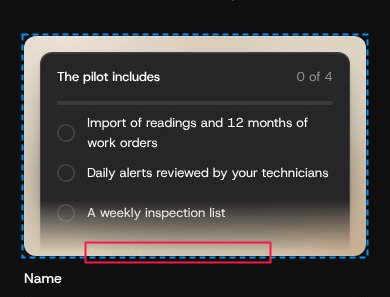 The pilot includes
0 of 4
Import of readings and 12 months of
work orders
Daily alerts reviewed by your technicians
A weekly inspection list
Name